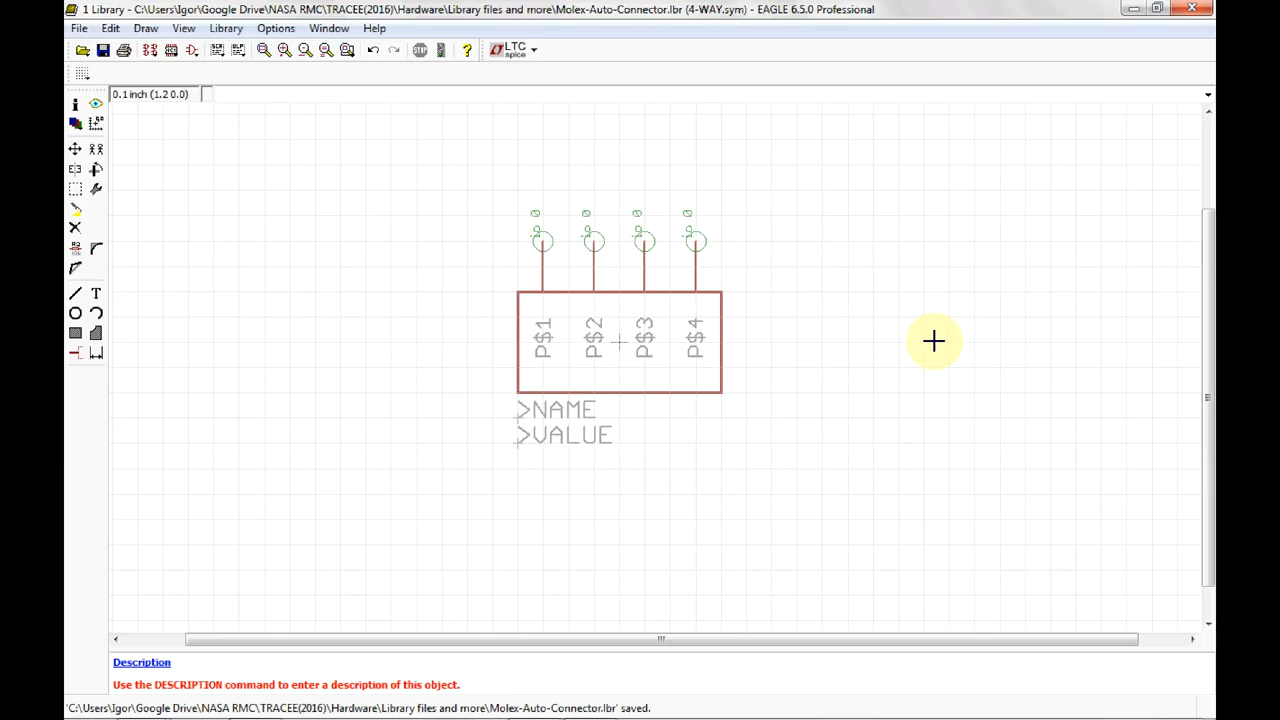 1 Library - C:\Users\Igor\Google Drive\NASA RMC\TRACEE(2016)\Hardware\Library files and more\Molex-Auto-Connector.lbr (4-WAY.sym) - EAGLE 6.5.0 Professional
File Edit Draw View Library Options Window Help
LTC
spice
0.1 inch (1.2 0.0)
0 0 0 0
P$1 P$2 P$3 P$4
>NAME
>VALUE
Description
Use the DESCRIPTION command to enter a description of this object.
'C:\Users\Igor\Google Drive\NASA RMC\TRACEE(2016)\Hardware\Library files and more\Molex-Auto-Connector.lbr' saved.